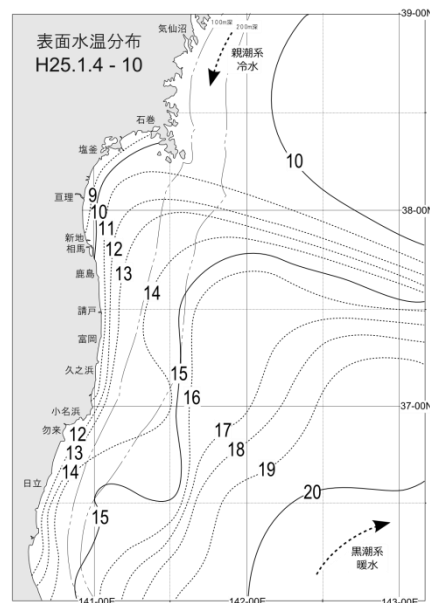 表面水温分布
H25.1.4 - 10
気仙沼
100m深
200m深
親潮系
冷水
39-00N
石巻
塩釜
亘理
新地
相馬
鹿島
請戸
富岡
久之浜
小名浜
勿来
日立
10
38-00N
9
10
11
12
13
14
15
16
37-00N
17
18
19
20
12
13
14
15
黒潮系
暖水
141-00E
142-00E
143-00E